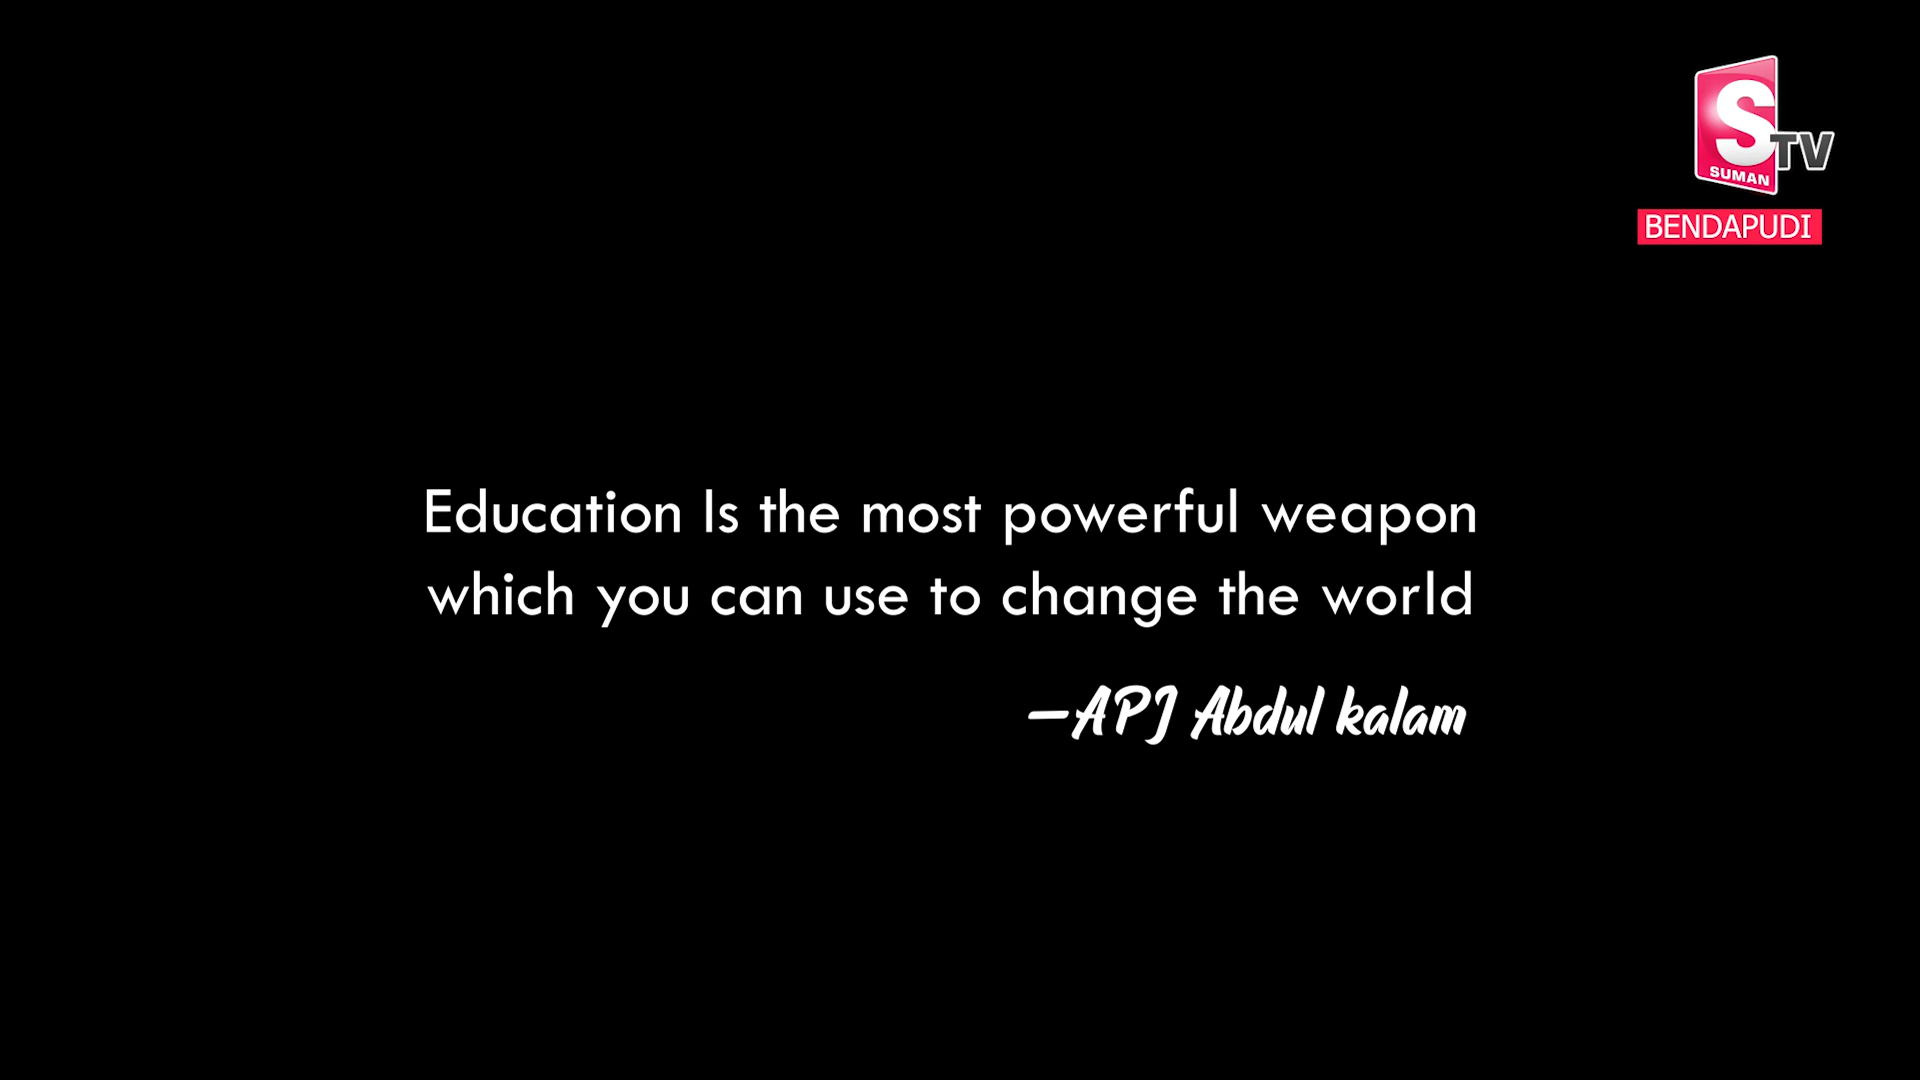 S TV
SUMAN
BENDAPUDI
Education Is the most powerful weapon
which you can use to change the world
—APJ Abdul kalam